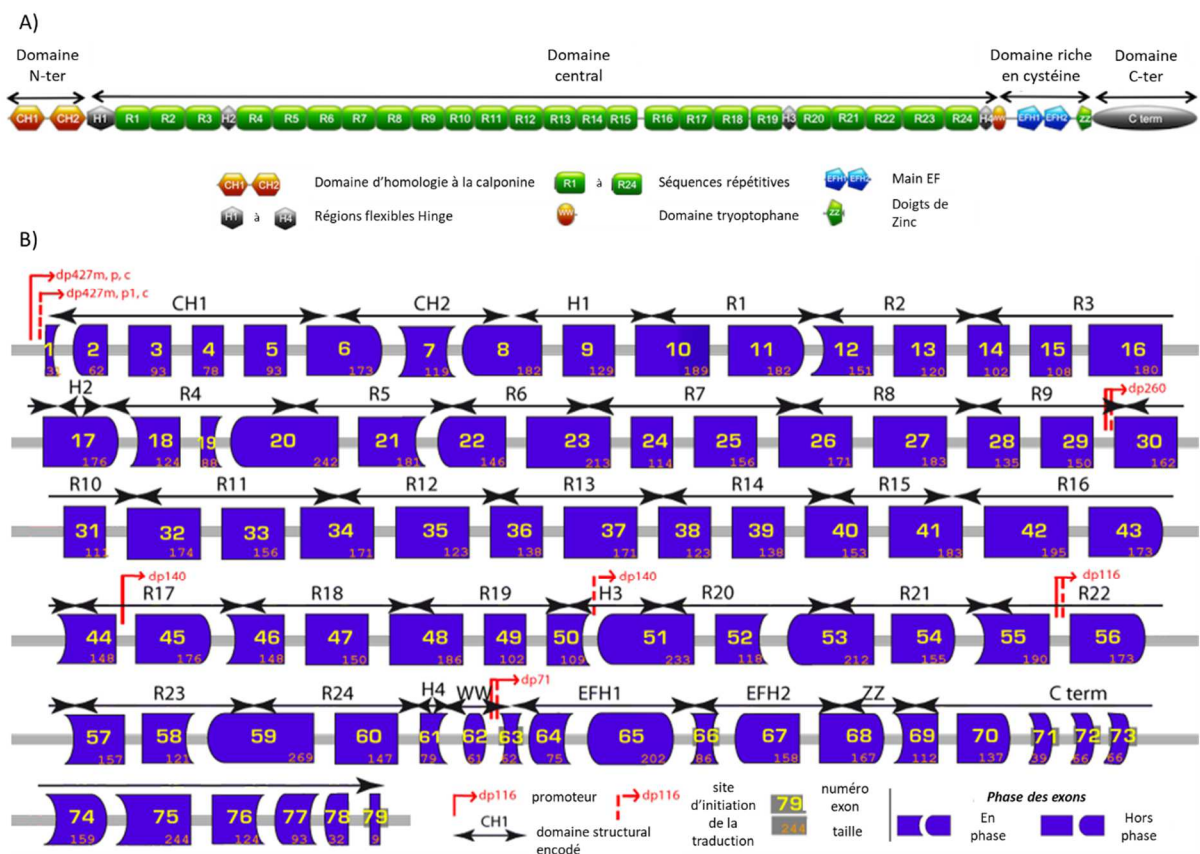 A)
Domaine N-ter
Domaine central
Domaine riche en cystéine
Domaine C-ter
CH1 CH2 H1 R1 R2 R3 H2 R4 R5 R6 R7 R8 R9 R10 R11 R12 R13 R14 R15 R16 R17 R18 R19 H3 R20 R21 R22 R23 R24 H4 WW EFH1 EFH2 ZZ C term
CH1 CH2 Domaine d'homologie à la calponine R1 à R24 Séquences répétitives EFH1 EFH2 Main EF
H1 à H4 Régions flexibles Hinge WW Domaine tryoptophane ZZ Doigts de Zinc
B)
dp427m, p, c
dp427m, p1, c
CH1 CH2 H1 R1 R2 R3
1 2 3 4 5 6 7 8 9 10 11 12 13 14 15 16
31 62 93 78 93 173 119 182 129 189 182 151 120 102 108 180
H2 R4 R5 R6 R7 R8 R9 dp260
17 18 19 20 21 22 23 24 25 26 27 28 29 30
176 124 88 242 181 146 213 114 156 171 183 135 150 162
R10 R11 R12 R13 R14 R15 R16
31 32 33 34 35 36 37 38 39 40 41 42 43
111 174 156 171 123 138 171 123 138 153 183 195 173
dp140 dp140 dp116
R17 R18 R19 H3 R20 R21 R22
44 45 46 47 48 49 50 51 52 53 54 55 56
148 176 148 150 186 102 109 233 118 212 155 190 173
R23 R24 H4 WW dp71 EFH1 EFH2 ZZ C term
57 58 59 60 61 62 63 64 65 66 67 68 69 70 71 72 73
157 121 269 147 79 61 62 75 202 86 158 167 112 137 39 66 66
74 75 76 77 78 79
159 244 124 93 32 9
dp116 promoteur
CH1 domaine structural encodé
dp116 site d'initiation de la traduction
79 numéro exon
244 taille
Phase des exons
En phase
Hors phase